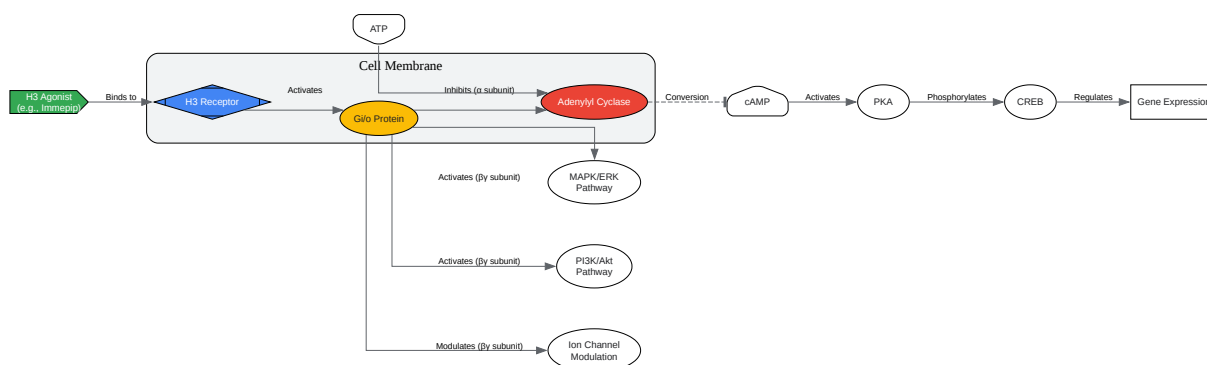 ATP
Cell Membrane
H3 Agonist
(e.g., Immepip)
Binds to
H3 Receptor
Activates
Gi/o Protein
Inhibits (α subunit)
Adenylyl Cyclase
Conversion
cAMP
Activates
PKA
Phosphorylates
CREB
Regulates
Gene Expression
Activates (βγ subunit)
MAPK/ERK
Pathway
Activates (βγ subunit)
PI3K/Akt
Pathway
Modulates (βγ subunit)
Ion Channel
Modulation